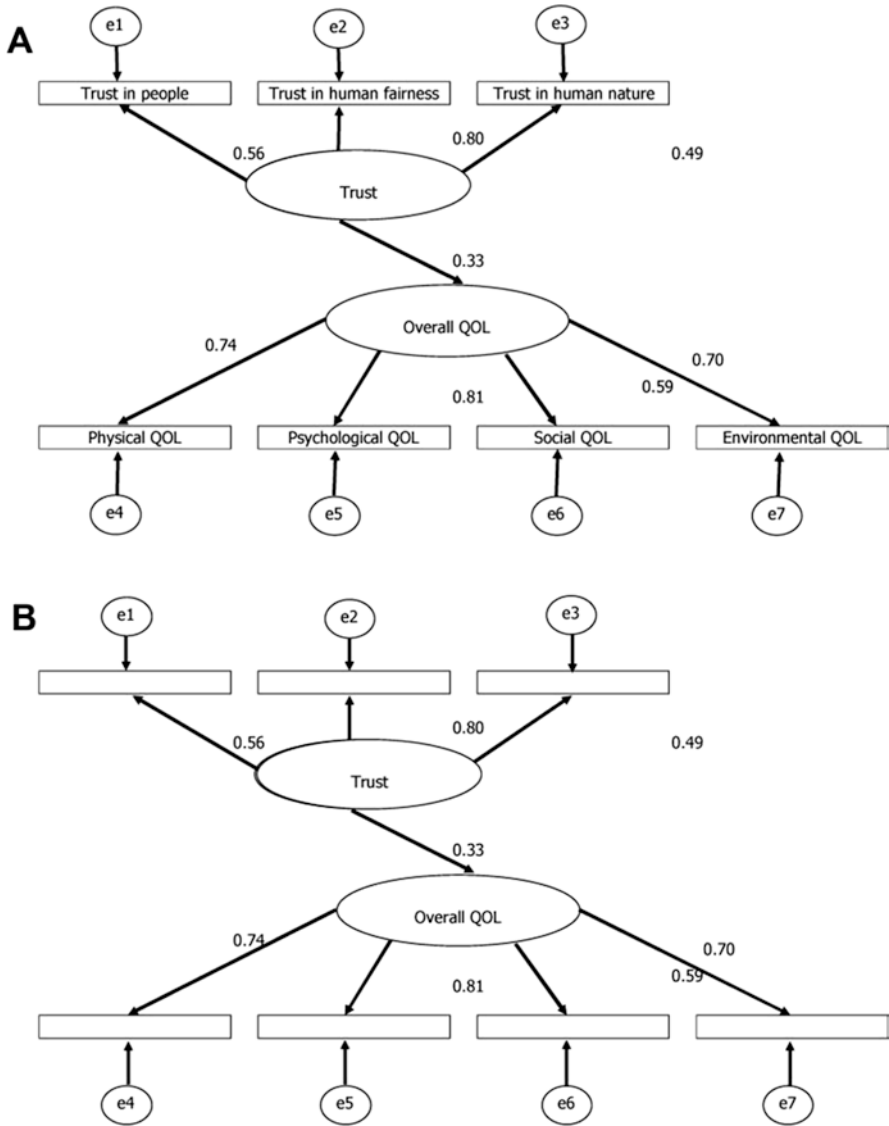 A
e1
e2
e3
Trust in people
Trust in human fairness
Trust in human nature
0.56
0.80
0.49
Trust
0.33
Overall QOL
0.74
0.70
0.81
0.59
Physical QOL
Psychological QOL
Social QOL
Environmental QOL
e4
e5
e6
e7
B
e1
e2
e3
0.56
0.80
0.49
Trust
0.33
Overall QOL
0.74
0.70
0.81
0.59
e4
e5
e6
e7